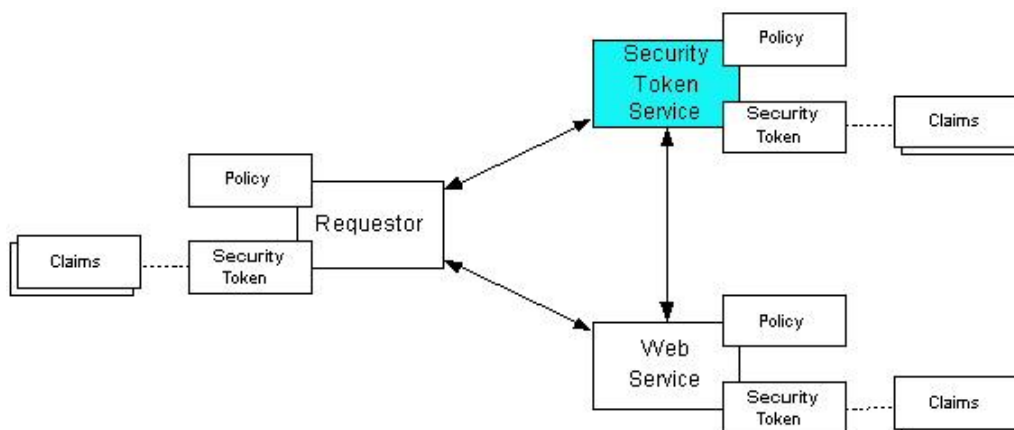 Policy
Security
Token
Service
Security
Token
Claims
Policy
Requestor
Claims
Security
Token
Policy
Web
Service
Security
Token
Claims